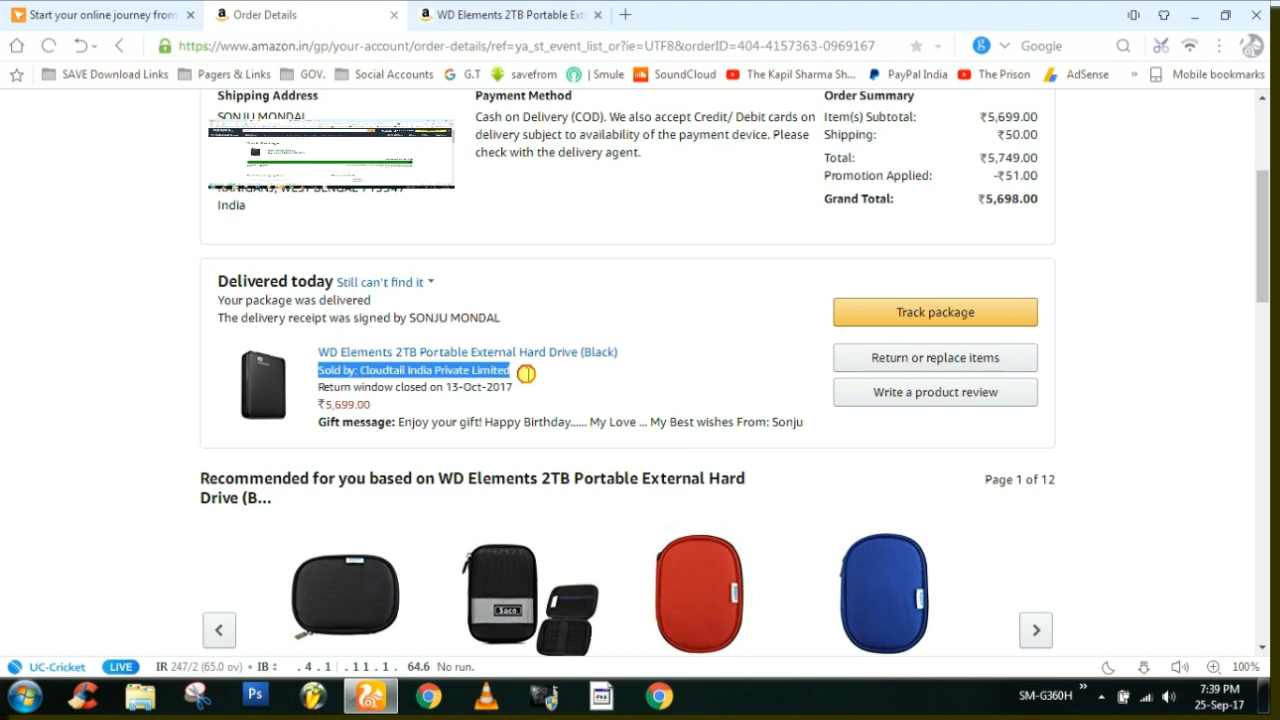 Start your online journey from
Order Details
WD Elements 2TB Portable Ext
https://www.amazon.in/gp/your-account/order-details/ref=ya_st_event_list_or?ie=UTF8&orderID=404-4157363-0969167
Google
SAVE Download Links
Pagers & Links
GOV.
Social Accounts
G.T
savefrom
| Smule
SoundCloud
The Kapil Sharma Sh...
PayPal India
The Prison
AdSense
»
Mobile bookmarks
Shipping Address
SONJU MONDAL
RANIGANJ, WEST BENGAL
India
Payment Method
Cash on Delivery (COD). We also accept Credit/ Debit cards on
delivery subject to availability of the payment device. Please
check with the delivery agent.
Order Summary
Item(s) Subtotal: ₹5,699.00
Shipping: ₹50.00
Total: ₹5,749.00
Promotion Applied: -₹51.00
Grand Total: ₹5,698.00
Delivered today Still can't find it
Your package was delivered
The delivery receipt was signed by SONJU MONDAL
WD Elements 2TB Portable External Hard Drive (Black)
Sold by: Cloudtail India Private Limited
Return window closed on 13-Oct-2017
₹5,699.00
Gift message: Enjoy your gift! Happy Birthday...... My Love ... My Best wishes From: Sonju
Track package
Return or replace items
Write a product review
Recommended for you based on WD Elements 2TB Portable External Hard
Drive (B...
Page 1 of 12
Saco
UC-Cricket
LIVE
IR 247/2 (65.0 ov) • IB
. 4 . 1 | . 1 1 . 1 . 64.6 No run.
100%
Ps
SM-G360H
»
7:39 PM
25-Sep-17